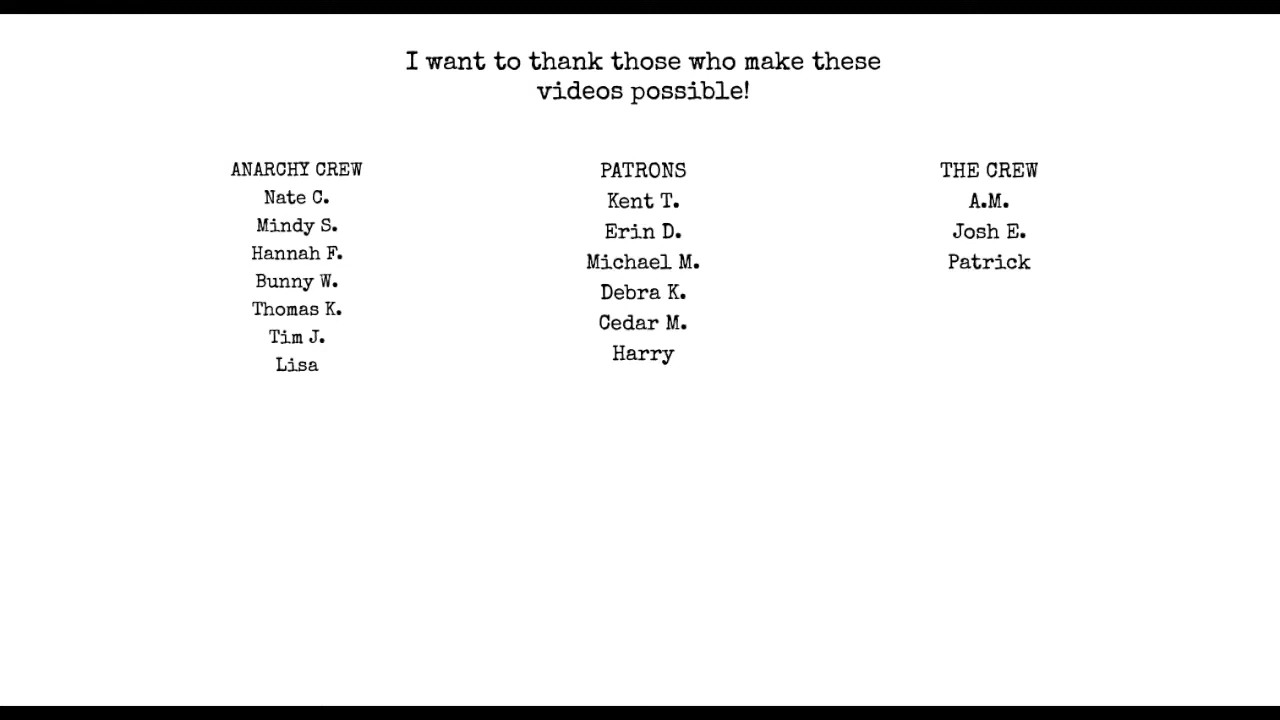 I want to thank those who make these
videos possible!
ANARCHY CREW
Nate C.
Mindy S.
Hannah F.
Bunny W.
Thomas K.
Tim J.
Lisa
PATRONS
Kent T.
Erin D.
Michael M.
Debra K.
Cedar M.
Harry
THE CREW
A.M.
Josh E.
Patrick